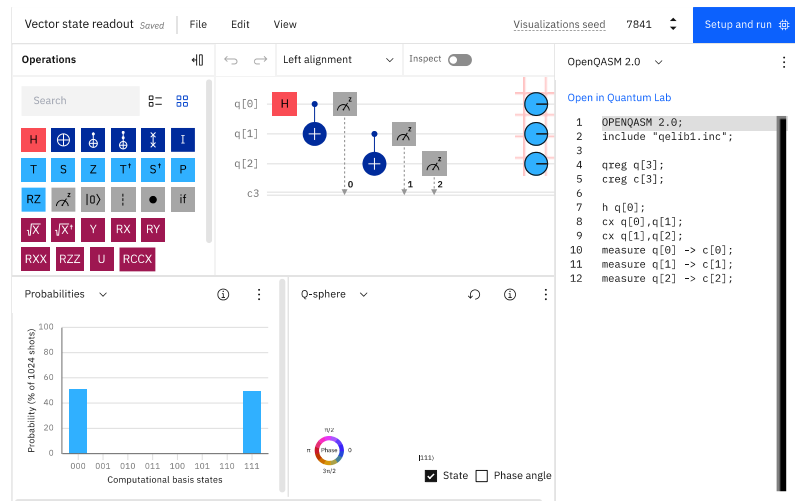 Vector state readout Saved File Edit View Visualizations seed 7841 Setup and run
Operations Left alignment Inspect OpenQASM 2.0
Search
H I
T S Z T† S† P
RZ z |0⟩ if
√X √X† Y RX RY
RXX RZZ U RCCX
q[0] H z
q[1] z
q[2] z
c3 0 1 2
Open in Quantum Lab
1 OPENQASM 2.0;
2 include "qelib1.inc";
3
4 qreg q[3];
5 creg c[3];
6
7 h q[0];
8 cx q[0],q[1];
9 cx q[1],q[2];
10 measure q[0] -> c[0];
11 measure q[1] -> c[1];
12 measure q[2] -> c[2];
Probabilities
Probability (% of 1024 shots)
100
80
60
40
20
0
000 001 010 011 100 101 110 111
Computational basis states
Q-sphere
π/2
π Phase 0
3π/2
|111⟩
State Phase angle